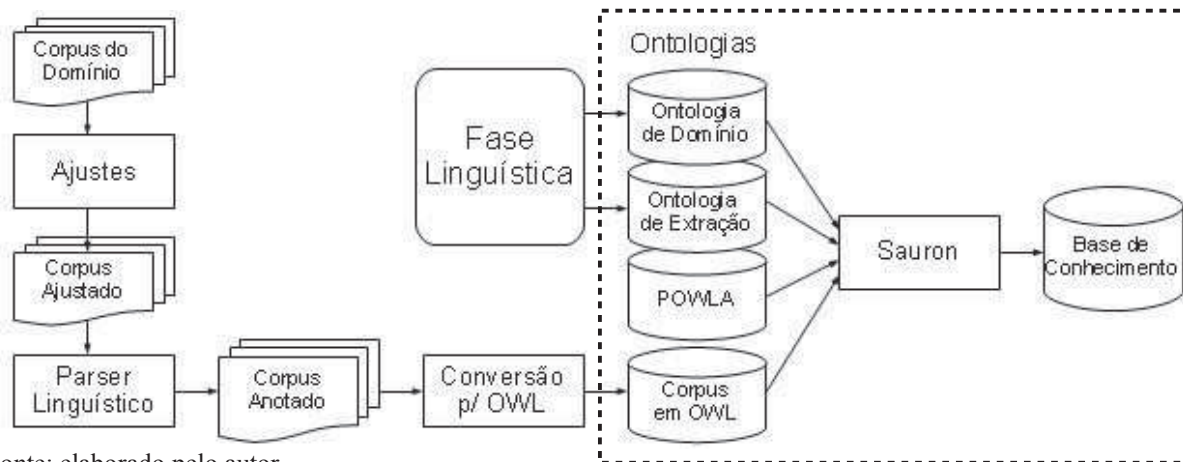 Corpus do
Domínio
Ajustes
Corpus
Ajustado
Parser
Linguístico
Corpus
Anotado
Conversão
p/ OWL
Fase
Linguística
Ontologias
Ontologia
de Domínio
Ontologia
de Extração
POWLA
Corpus
em OWL
Sauron
Base de
Conhecimento
elaborado pelo autor